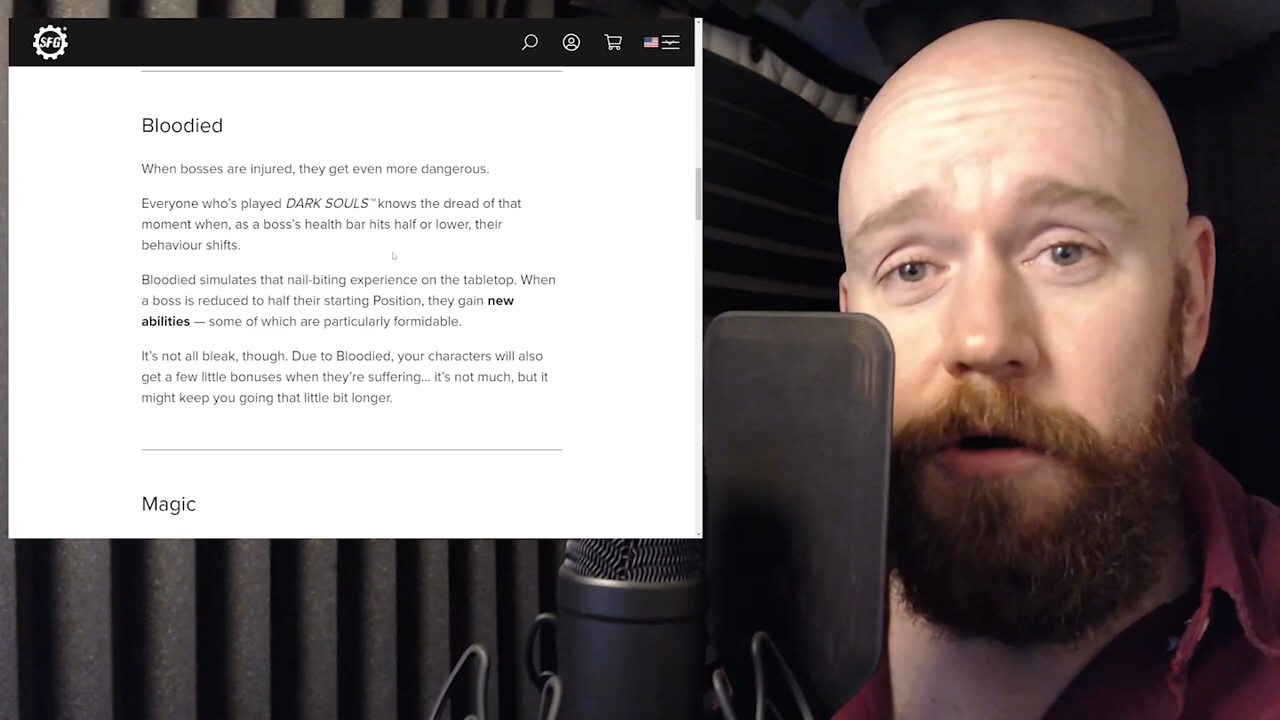 SFG
Bloodied
When bosses are injured, they get even more dangerous.
Everyone who's played DARK SOULS™ knows the dread of that
moment when, as a boss's health bar hits half or lower, their
behaviour shifts.
Bloodied simulates that nail-biting experience on the tabletop. When
a boss is reduced to half their starting Position, they gain new
abilities — some of which are particularly formidable.
It's not all bleak, though. Due to Bloodied, your characters will also
get a few little bonuses when they're suffering... it's not much, but it
might keep you going that little bit longer.
Magic